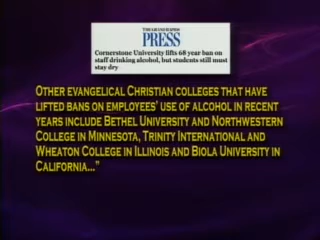 THE GRAND RAPIDS
PRESS
Cornerstone University lifts 68 year ban on
staff drinking alcohol, but students still must
stay dry
OTHER EVANGELICAL CHRISTIAN COLLEGES THAT HAVE
LIFTED BANS ON EMPLOYEES' USE OF ALCOHOL IN RECENT
YEARS INCLUDE BETHEL UNIVERSITY AND NORTHWESTERN
COLLEGE IN MINNESOTA, TRINITY INTERNATIONAL AND
WHEATON COLLEGE IN ILLINOIS AND BIOLA UNIVERSITY IN
CALIFORNIA..."